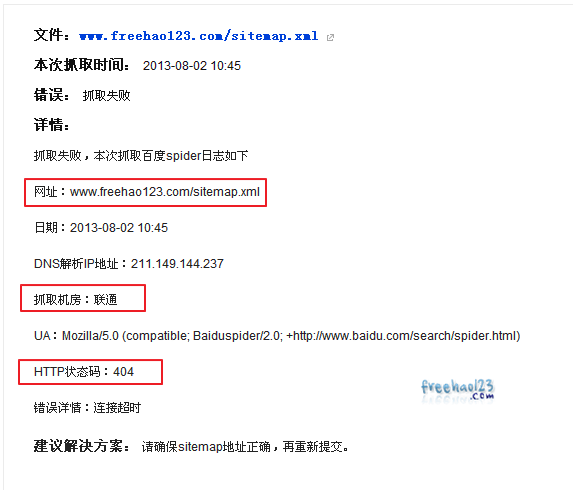 文件：www.freehao123.com/sitemap.xml
本次抓取时间： 2013-08-02 10:45
错误： 抓取失败
详情：
抓取失败，本次抓取百度spider日志如下
网址：www.freehao123.com/sitemap.xml
日期：2013-08-02 10:45
DNS解析IP地址：211.149.144.237
抓取机房：联通
UA：Mozilla/5.0 (compatible; Baiduspider/2.0; +http://www.baidu.com/search/spider.html)
HTTP状态码：404
freehao123
.com
错误详情：连接超时
建议解决方案： 请确保sitemap地址正确，再重新提交。